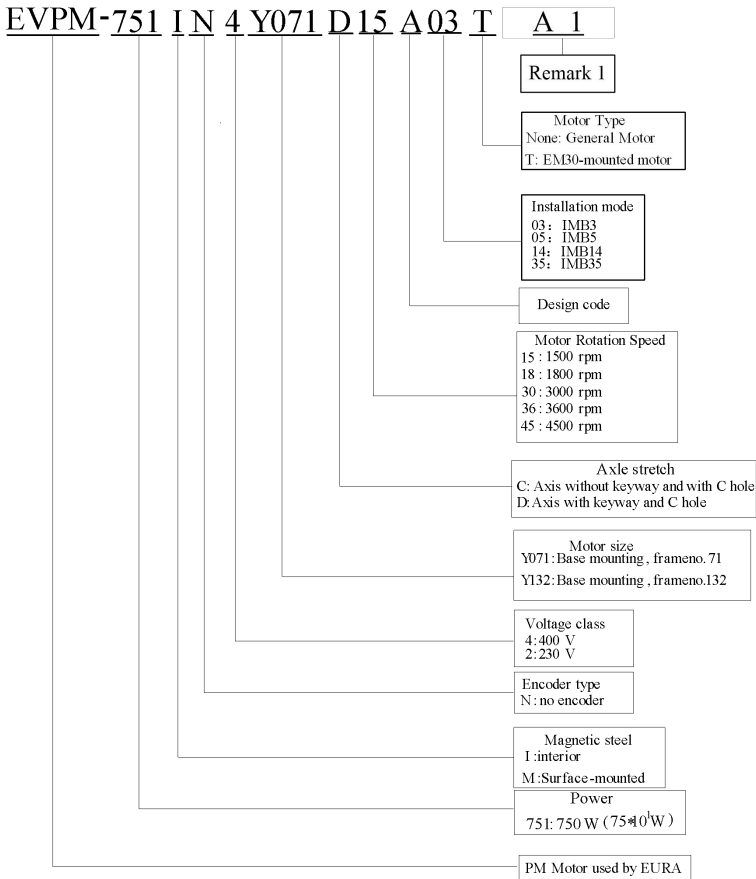 EVPM-751 I N 4 Y071 D 15 A 03 T A 1
Remark 1
Motor Type
None: General Motor
T: EM30-mounted motor
Installation mode
03: IMB3
05: IMB5
14: IMB14
35: IMB35
Design code
Motor Rotation Speed
15 : 1500 rpm
18 : 1800 rpm
30 : 3000 rpm
36 : 3600 rpm
45 : 4500 rpm
Axle stretch
C: Axis without keyway and with C hole
D: Axis with keyway and C hole
Motor size
Y071:Base mounting , frameno. 71
Y132:Base mounting , frameno.132
Voltage class
4:400 V
2:230 V
Encoder type
N : no encoder
Magnetic steel
I :interior
M :Surface-mounted
Power
751: 750 W (75*10¹W)
PM Motor used by EURA